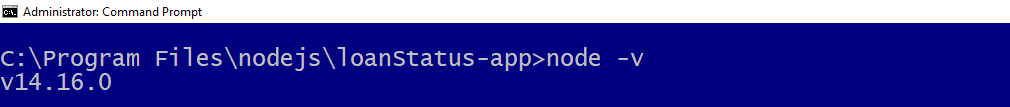 Administrator: Command Prompt
C:\Program Files\nodejs\loanStatus-app>node -v
v14.16.0